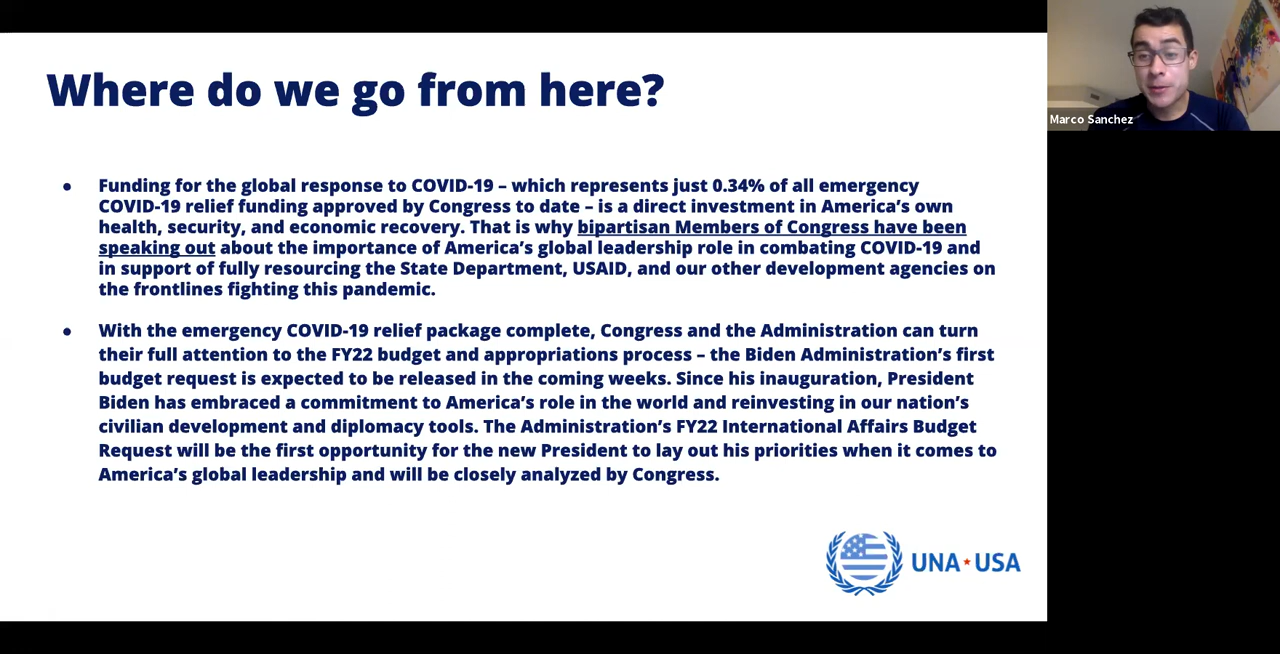 Where do we go from here?
Marco Sanchez
● Funding for the global response to COVID-19 – which represents just 0.34% of all emergency
COVID-19 relief funding approved by Congress to date – is a direct investment in America’s own
health, security, and economic recovery. That is why bipartisan Members of Congress have been
speaking out about the importance of America’s global leadership role in combating COVID-19 and
in support of fully resourcing the State Department, USAID, and our other development agencies on
the frontlines fighting this pandemic.
● With the emergency COVID-19 relief package complete, Congress and the Administration can turn
their full attention to the FY22 budget and appropriations process – the Biden Administration’s first
budget request is expected to be released in the coming weeks. Since his inauguration, President
Biden has embraced a commitment to America’s role in the world and reinvesting in our nation’s
civilian development and diplomacy tools. The Administration’s FY22 International Affairs Budget
Request will be the first opportunity for the new President to lay out his priorities when it comes to
America’s global leadership and will be closely analyzed by Congress.
UNA★USA